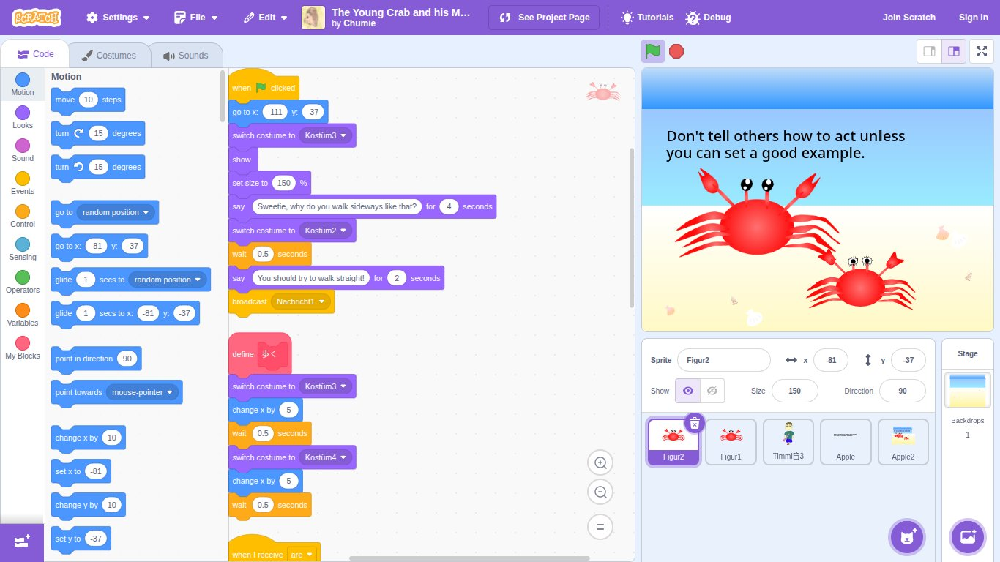 SCRATCH
Settings
File
Edit
The Young Crab and his M...
by Chumie
See Project Page
Tutorials
Debug
Join Scratch
Sign in
Code
Costumes
Sounds
Motion
Looks
Sound
Events
Control
Sensing
Operators
Variables
My Blocks
Motion
move 10 steps
turn 15 degrees
turn 15 degrees
go to random position
go to x: -81 y: -37
glide 1 secs to random position
glide 1 secs to x: -81 y: -37
point in direction 90
point towards mouse-pointer
change x by 10
set x to -81
change y by 10
set y to -37
when clicked
go to x: -111 y: -37
switch costume to Kostüm3
show
set size to 150 %
say Sweetie, why do you walk sideways like that? for 4 seconds
switch costume to Kostüm2
wait 0.5 seconds
say You should try to walk straight! for 2 seconds
broadcast Nachricht1
define 歩く
switch costume to Kostüm3
change x by 5
wait 0.5 seconds
switch costume to Kostüm4
change x by 5
wait 0.5 seconds
when I receive are
Don't tell others how to act unless
you can set a good example.
Sprite Figur2 x -81 y -37
Show Size 150 Direction 90
Figur2
Figur1
Timmi笛3
Apple
Apple2
Stage
Backdrops
1